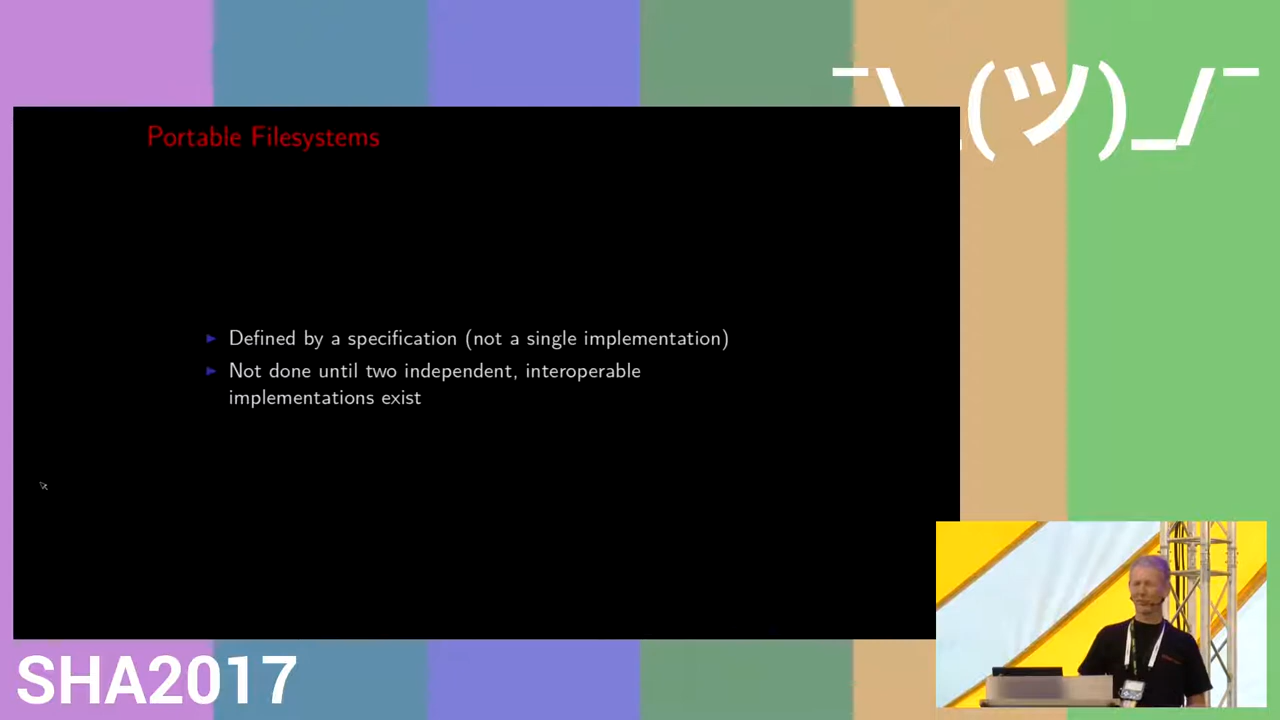 ¯\_(ツ)_/¯
Portable Filesystems
Defined by a specification (not a single implementation)
Not done until two independent, interoperable
implementations exist
SHA2017